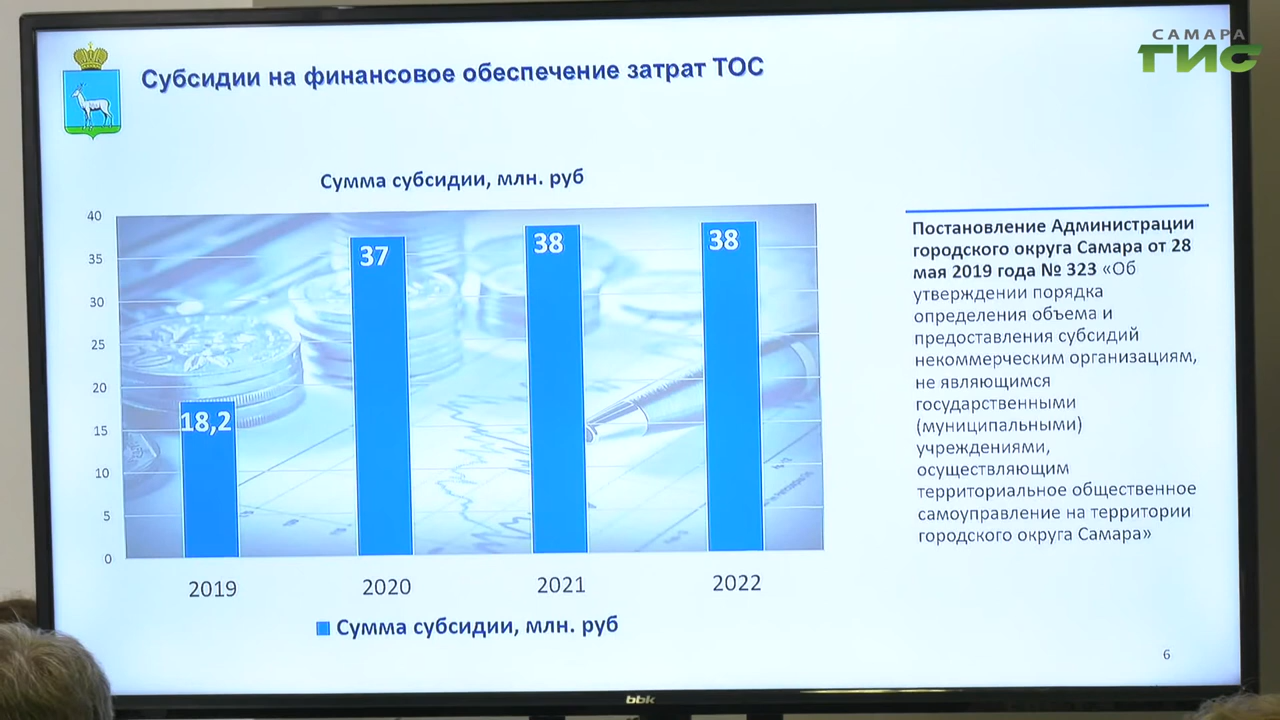 САМАРА
ГИС
Субсидии на финансовое обеспечение затрат ТОС
Сумма субсидии, млн. руб
40
35
30
25
20
15
10
5
0
18,2
37
38
38
2019
2020
2021
2022
Сумма субсидии, млн. руб
Постановление Администрации
городского округа Самара от 28
мая 2019 года № 323 «Об
утверждении порядка
определения объема и
предоставления субсидий
некоммерческим организациям,
не являющимся
государственными
(муниципальными)
учреждениями,
осуществляющим
территориальное общественное
самоуправление на территории
городского округа Самара»
6
bbk